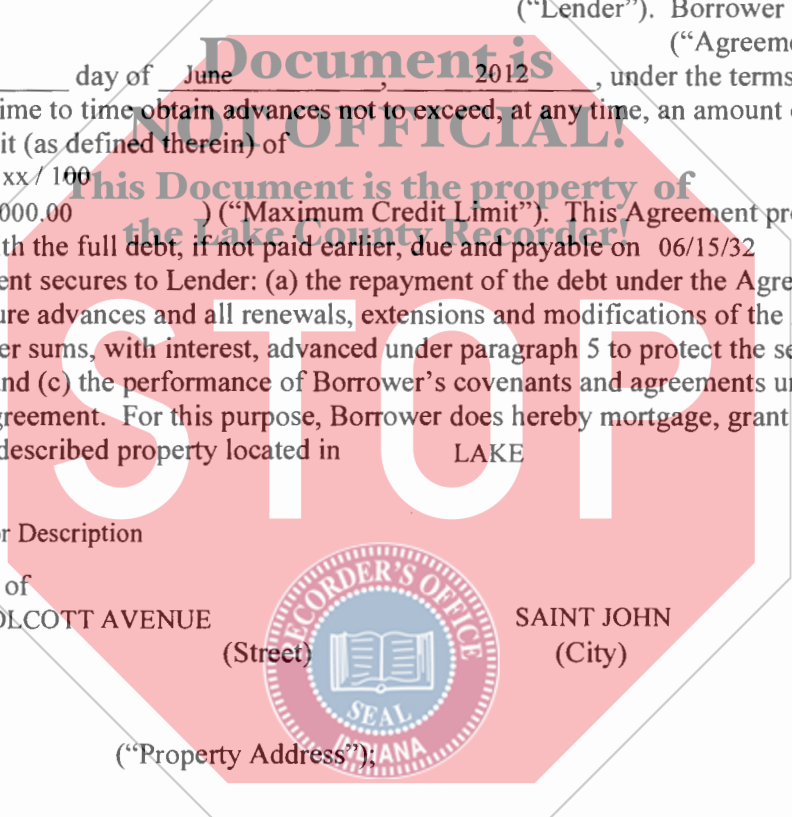 ("Lender"). Borrower
("Agreeme
Document is
day of June, 2012, under the terms
ime to time obtain advances not to exceed, at any time, an amount
NOT OFFICIAL!
it (as defined therein) of
xx / 100
This Document is the property of
000.00 ) ("Maximum Credit Limit"). This Agreement pr
the Lake County Recorder!
th the full debt, if not paid earlier, due and payable on 06/15/32
ent secures to Lender: (a) the repayment of the debt under the Agre
ure advances and all renewals, extensions and modifications of the
er sums, with interest, advanced under paragraph 5 to protect the se
nd (c) the performance of Borrower's covenants and agreements u
greement. For this purpose, Borrower does hereby mortgage, grant
described property located in LAKE
STOP
r Description
of
OLCOTT AVENUE SAINT JOHN
(Street) (City)
RECORDER'S OFFICE
SEAL
INDIANA
("Property Address");